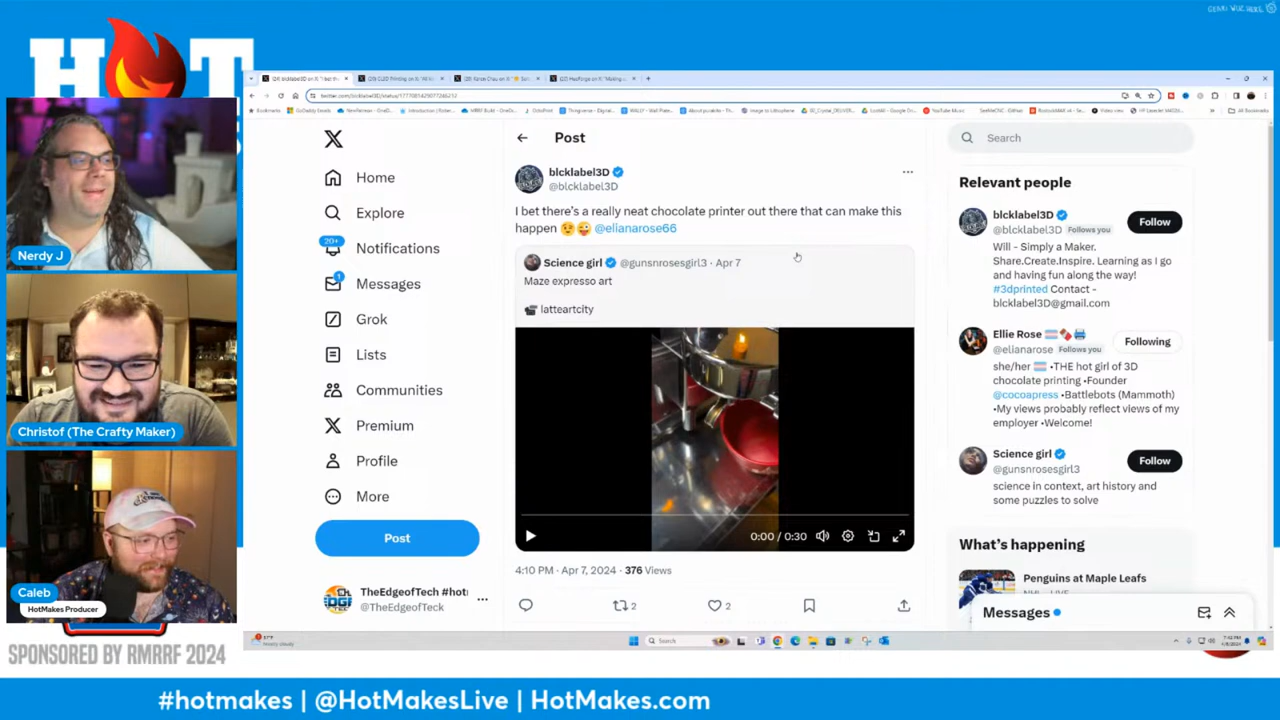 H T
Nerdy J
Christof (The Crafty Maker)
Caleb
HotMakes Producer
SPONSORED BY RMRRF 2024
#hotmakes | @HotMakesLive | HotMakes.com
Home
Explore
20+
Notifications
1
Messages
Grok
Lists
Communities
Premium
Profile
More
Post
TheEdgeofTech #hot
@TheEdgeofTeck
Post
blcklabel3D
@blcklabel3D
I bet there's a really neat chocolate printer out there that can make this
happen @elianarose66
Science girl @gunsnrosesgirl3 · Apr 7
Maze expresso art
latteartcity
0:00 / 0:30
4:10 PM · Apr 7, 2024 · 376 Views
2
2
Search
Relevant people
blcklabel3D
@blcklabel3D Follows you
Follow
Will - Simply a Maker.
Share.Create.Inspire. Learning as I go
and having fun along the way!
#3dprinted Contact -
blcklabel3D@gmail.com
Ellie Rose
@elianarose Follows you
Following
she/her •THE hot girl of 3D
chocolate printing •Founder
@cocoapress •Battlebots (Mammoth)
•My views probably reflect views of my
employer •Welcome!
Science girl
@gunsnrosesgirl3
Follow
science in context, art history and
some puzzles to solve
What's happening
Penguins at Maple Leafs
Messages
Search